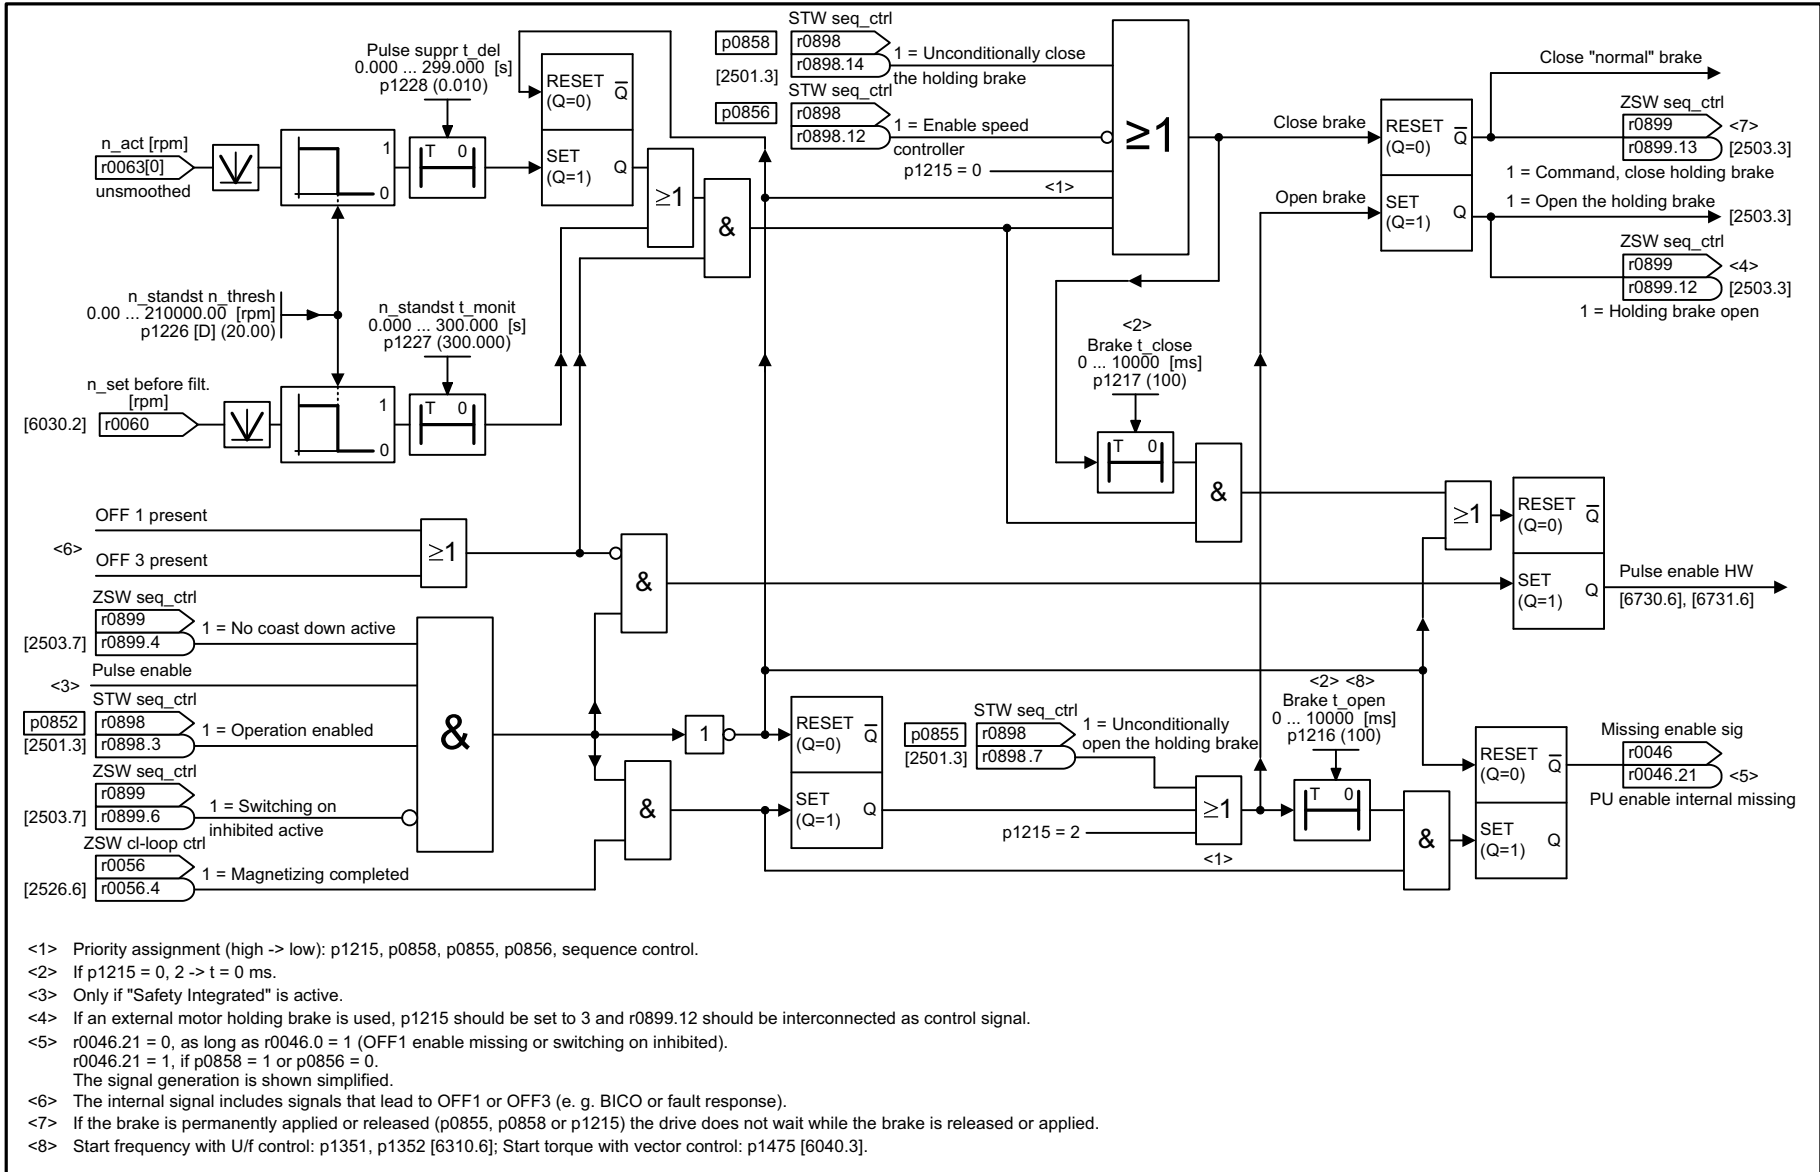 Pulse suppr t_del
0.000 ... 299.000 [s]
p1228 (0.010)
n_act [rpm]
r0063[0]
unsmoothed
1
0
T 0
RESET
(Q=0)
Q
SET
(Q=1)
Q
≥1
&
n_standst n_thresh
0.00 ... 210000.00 [rpm]
p1226 [D] (20.00)
n_standst t_monit
0.000 ... 300.000 [s]
p1227 (300.000)
n_set before filt.
[rpm]
[6030.2]
r0060
1
0
T 0
STW seq_ctrl
p0858
r0898
r0898.14
[2501.3]
1 = Unconditionally close
the holding brake
STW seq_ctrl
p0856
r0898
r0898.12
1 = Enable speed
controller
p1215 = 0
<1>
≥1
Close brake
Open brake
RESET
(Q=0)
Q
SET
(Q=1)
Q
Close "normal" brake
ZSW seq_ctrl
r0899
<7>
r0899.13
[2503.3]
1 = Command, close holding brake
1 = Open the holding brake
[2503.3]
ZSW seq_ctrl
r0899
<4>
r0899.12
[2503.3]
1 = Holding brake open
<2>
Brake t_close
0 ... 10000 [ms]
p1217 (100)
T 0
&
≥1
RESET
(Q=0)
Q
SET
(Q=1)
Q
Pulse enable HW
[6730.6], [6731.6]
OFF 1 present
<6>
OFF 3 present
≥1
&
ZSW seq_ctrl
r0899
r0899.4
[2503.7]
1 = No coast down active
Pulse enable
<3>
STW seq_ctrl
p0852
r0898
r0898.3
[2501.3]
1 = Operation enabled
ZSW seq_ctrl
r0899
r0899.6
[2503.7]
1 = Switching on
inhibited active
ZSW cl-loop ctrl
r0056
r0056.4
[2526.6]
1 = Magnetizing completed
&
&
1
RESET
(Q=0)
Q
SET
(Q=1)
Q
STW seq_ctrl
p0855
r0898
r0898.7
[2501.3]
1 = Unconditionally
open the holding brake
p1215 = 2
≥1
<1>
<2> <8>
Brake t_open
0 ... 10000 [ms]
p1216 (100)
T 0
&
RESET
(Q=0)
Q
SET
(Q=1)
Q
Missing enable sig
r0046
r0046.21
<5>
PU enable internal missing
<1> Priority assignment (high -> low): p1215, p0858, p0855, p0856, sequence control.
<2> If p1215 = 0, 2 -> t = 0 ms.
<3> Only if "Safety Integrated" is active.
<4> If an external motor holding brake is used, p1215 should be set to 3 and r0899.12 should be interconnected as control signal.
<5> r0046.21 = 0, as long as r0046.0 = 1 (OFF1 enable missing or switching on inhibited).
r0046.21 = 1, if p0858 = 1 or p0856 = 0.
The signal generation is shown simplified.
<6> The internal signal includes signals that lead to OFF1 or OFF3 (e. g. BICO or fault response).
<7> If the brake is permanently applied or released (p0855, p0858 or p1215) the drive does not wait while the brake is released or applied.
<8> Start frequency with U/f control: p1351, p1352 [6310.6]; Start torque with vector control: p1475 [6040.3].